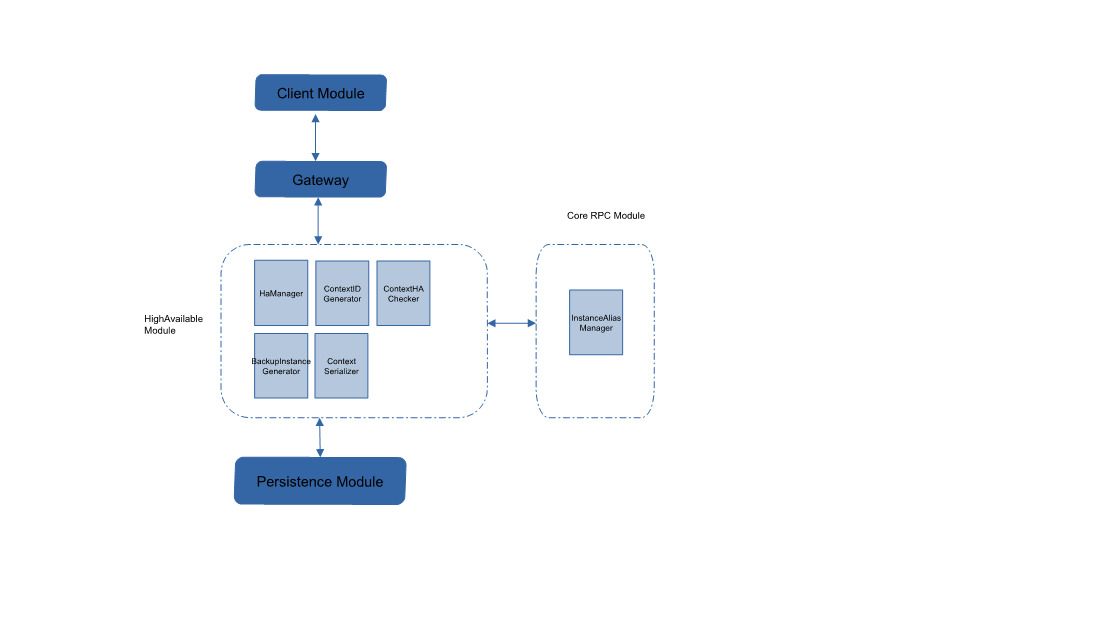 Client Module
Gateway
Core RPC Module
HaManager
ContextID
Generator
ContextHA
Checker
InstanceAlias
Manager
HighAvailable
Module
BackupInstance
Generator
Context
Serializer
Persistence Module